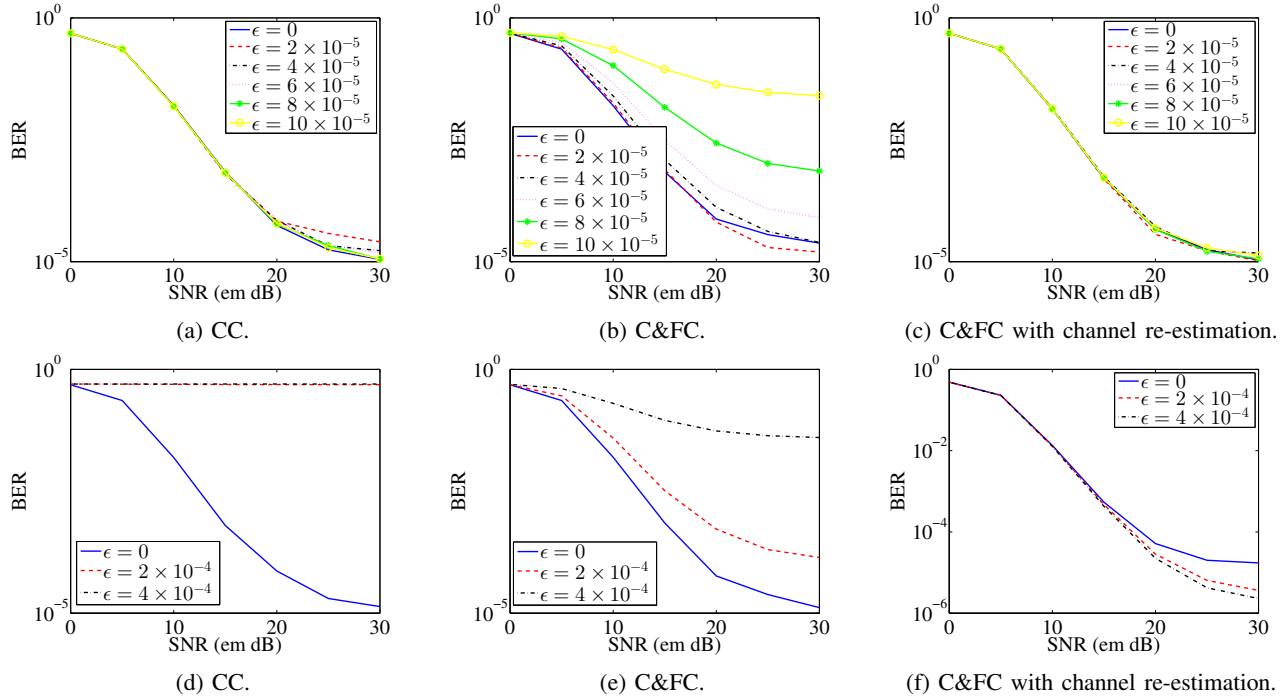 10^0
BER
10^-5
0 10 20 30
SNR (em dB)
ϵ = 0
ϵ = 2 × 10^-5
ϵ = 4 × 10^-5
ϵ = 6 × 10^-5
ϵ = 8 × 10^-5
ϵ = 10 × 10^-5
(a) CC.
10^0
BER
10^-5
0 10 20 30
SNR (em dB)
ϵ = 0
ϵ = 2 × 10^-5
ϵ = 4 × 10^-5
ϵ = 6 × 10^-5
ϵ = 8 × 10^-5
ϵ = 10 × 10^-5
(b) C&FC.
10^0
BER
10^-5
0 10 20 30
SNR (em dB)
ϵ = 0
ϵ = 2 × 10^-5
ϵ = 4 × 10^-5
ϵ = 6 × 10^-5
ϵ = 8 × 10^-5
ϵ = 10 × 10^-5
(c) C&FC with channel re-estimation.
10^0
BER
10^-5
0 10 20 30
SNR (em dB)
ϵ = 0
ϵ = 2 × 10^-4
ϵ = 4 × 10^-4
(d) CC.
10^0
BER
10^-5
0 10 20 30
SNR (em dB)
ϵ = 0
ϵ = 2 × 10^-4
ϵ = 4 × 10^-4
(e) C&FC.
10^0
10^-2
BER
10^-4
10^-6
0 10 20 30
SNR (em dB)
ϵ = 0
ϵ = 2 × 10^-4
ϵ = 4 × 10^-4
(f) C&FC with channel re-estimation.